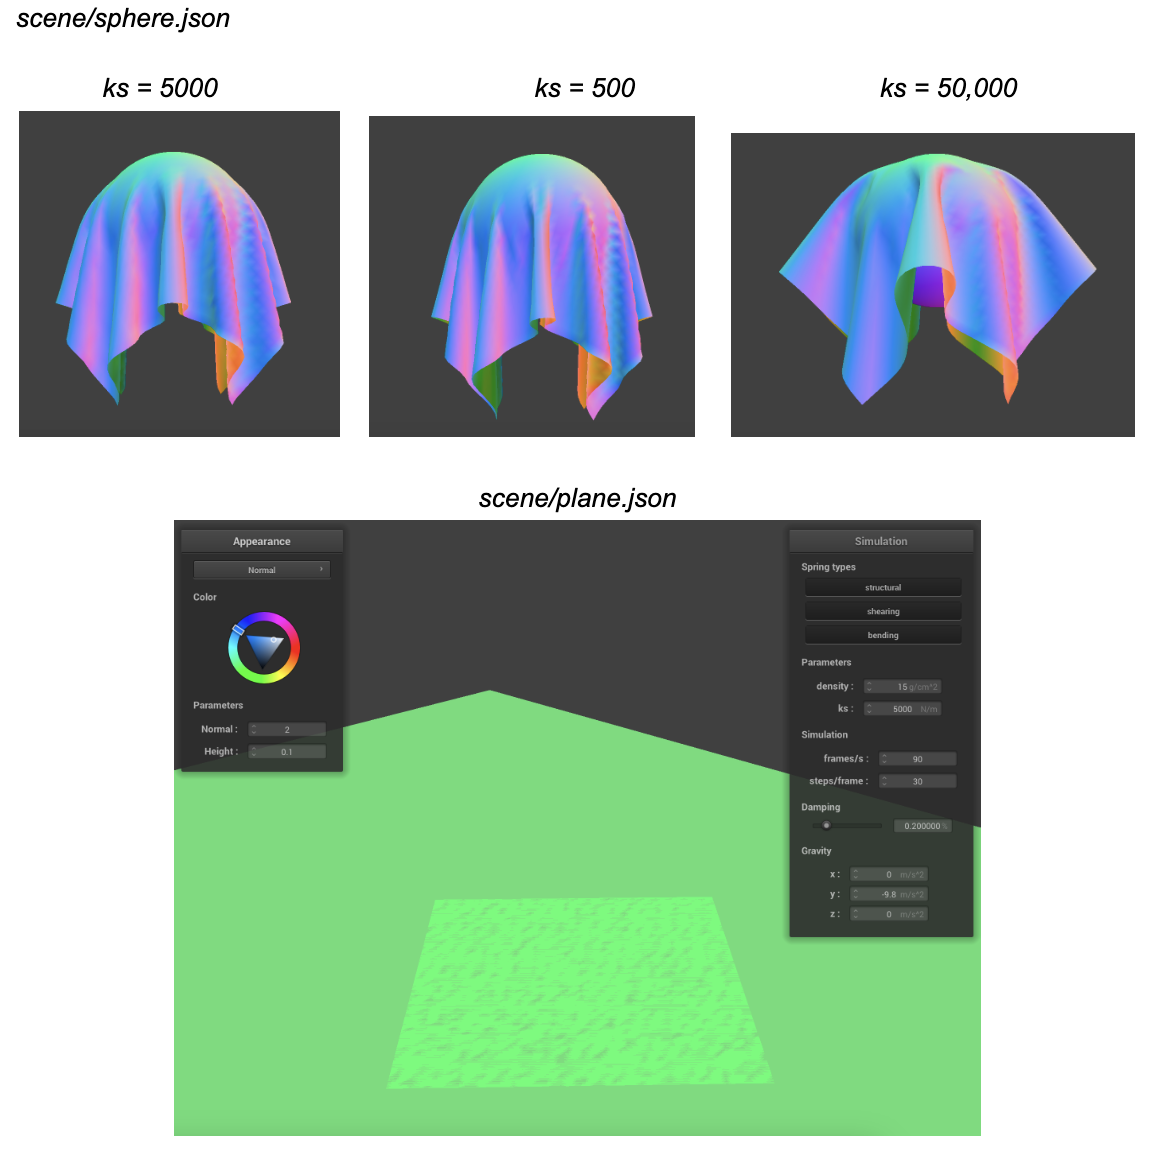 scene/sphere.json
ks = 5000
ks = 500
ks = 50,000
scene/plane.json
Appearance
Normal
Color
Parameters
Normal : 2
Height : 0.1
Simulation
Spring types
structural
shearing
bending
Parameters
density : 15 g/cm^2
ks : 5000 N/m
Simulation
frames/s : 90
steps/frame : 30
Damping
0.200000 %
Gravity
x : 0 m/s^2
y : -9.8 m/s^2
z : 0 m/s^2